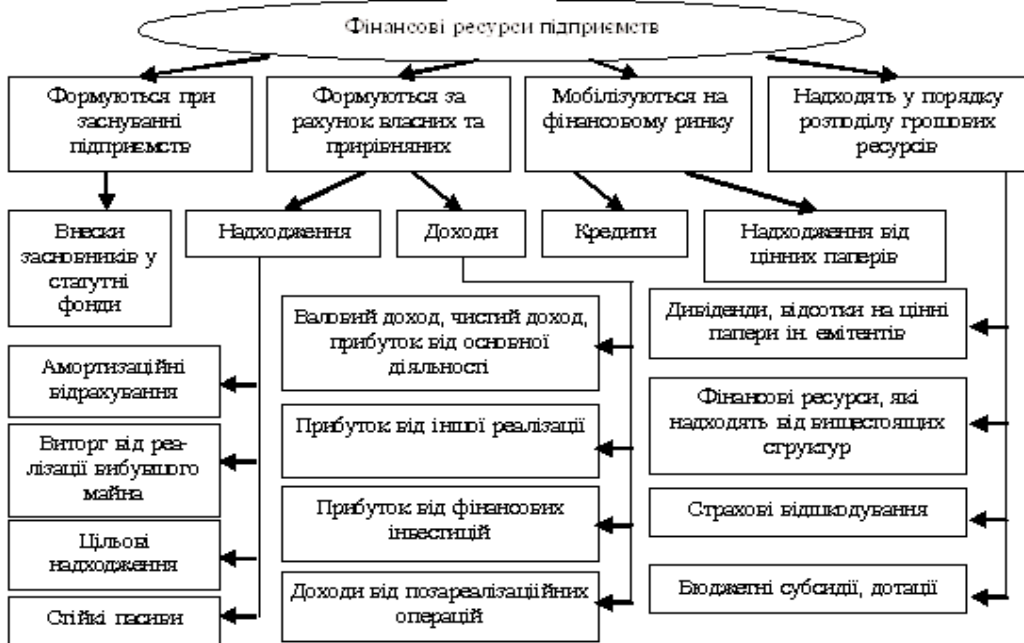 Фінансові ресурси підприємств
Формуються при
заснуванні
підприємств
Формуються за
рахунок власних та
прирівняних
Мобілізуються на
фінансовому ринку
Надходять у порядку
розподілу грошових
ресурсів
Внески
засновників у
статутні
фонди
Надходження
Доходи
Кредити
Надходження від
цінних паперів
Валовий доход, чистий доход,
прибуток від основної
діяльності
Дивіденди, відсотки на цінні
папери ін. емітентів
Амортизаційні
відрахування
Прибуток від іншої реалізації
Фінансові ресурси, які
надходять від вищестоящих
структур
Виторг від реа-
лізації вибувшого
майна
Прибуток від фінансових
інвестицій
Страхові відшкодування
Цільові
надходження
Доходи від позареалізаційних
операцій
Бюджетні субсидії, дотації
Стійкі пасиви